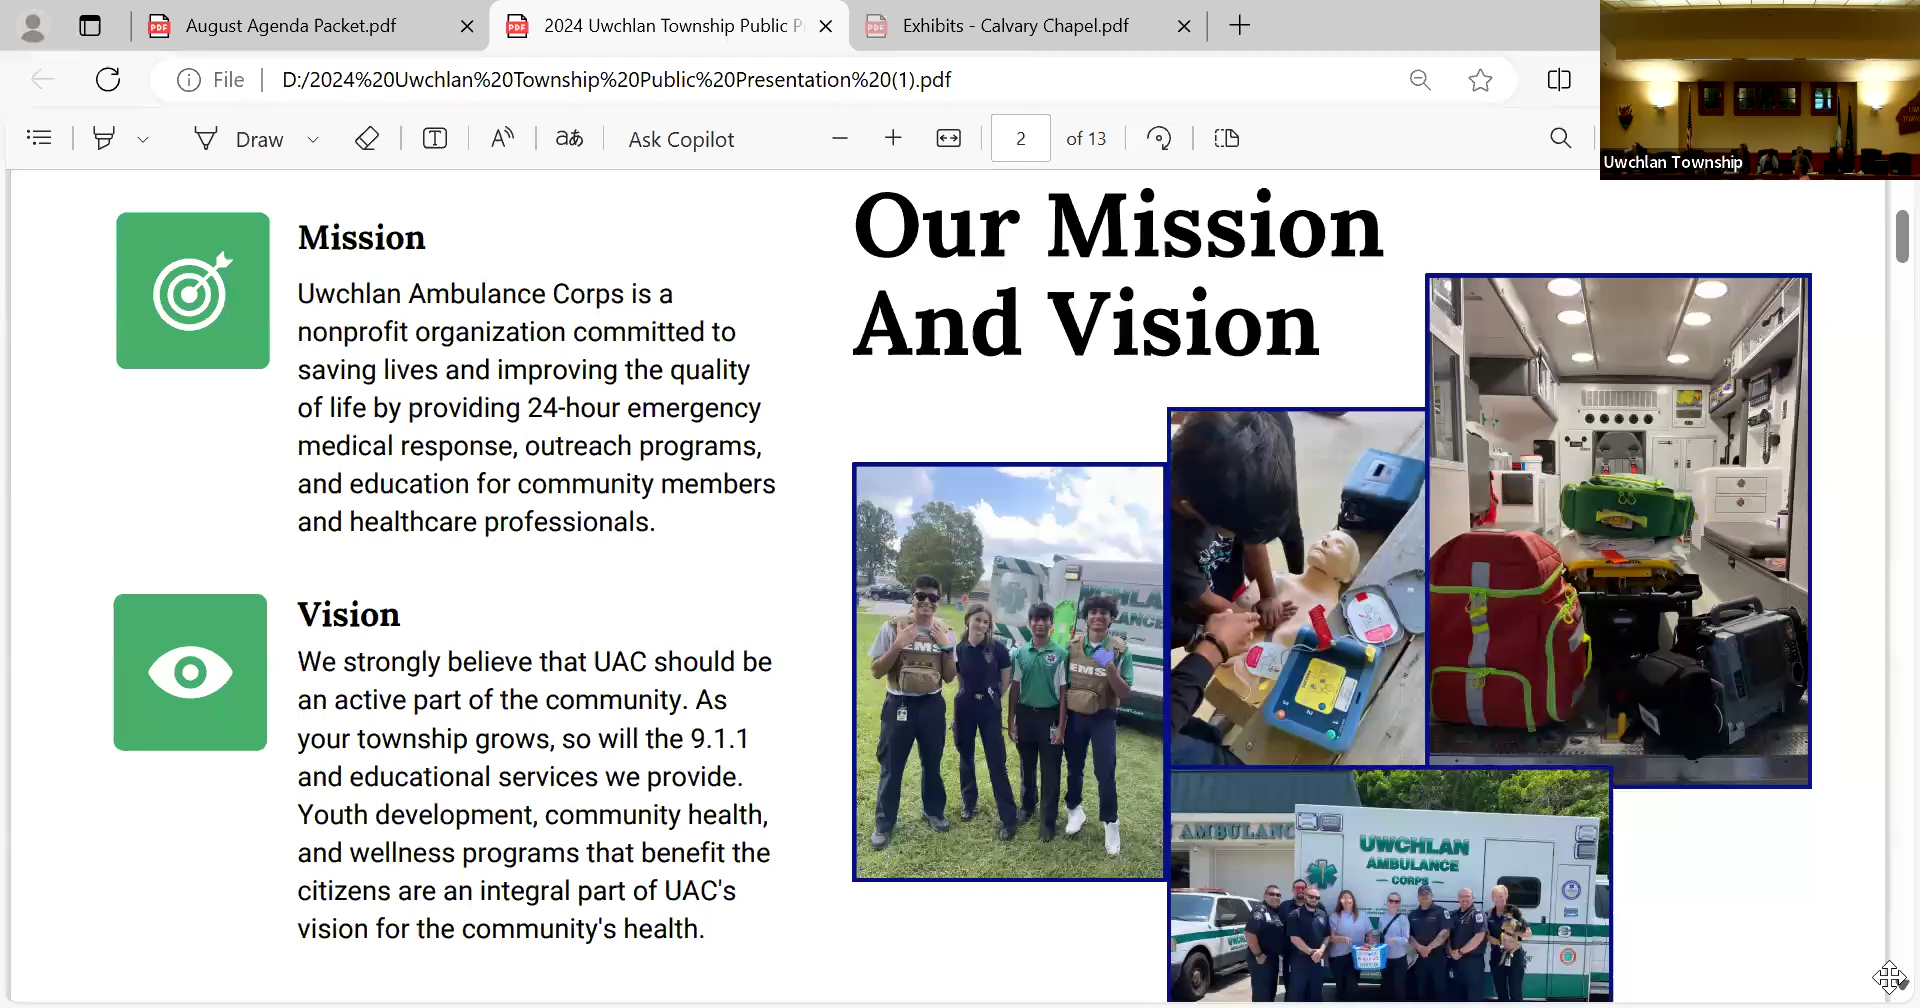 August Agenda Packet.pdf
2024 Uwchlan Township Public P
Exhibits - Calvary Chapel.pdf
File
D:/2024%20Uwchlan%20Township%20Public%20Presentation%20(1).pdf
Draw
Ask Copilot
2 of 13
Uwchlan Township
Our Mission
And Vision
Mission
Uwchlan Ambulance Corps is a
nonprofit organization committed to
saving lives and improving the quality
of life by providing 24-hour emergency
medical response, outreach programs,
and education for community members
and healthcare professionals.
Vision
We strongly believe that UAC should be
an active part of the community. As
your township grows, so will the 9.1.1
and educational services we provide.
Youth development, community health,
and wellness programs that benefit the
citizens are an integral part of UAC's
vision for the community's health.
UWCHLAN
AMBULANCE
CORPS
EMS
EMS
AMBULANC
UWCHLAN
AMBULANCE
CORPS